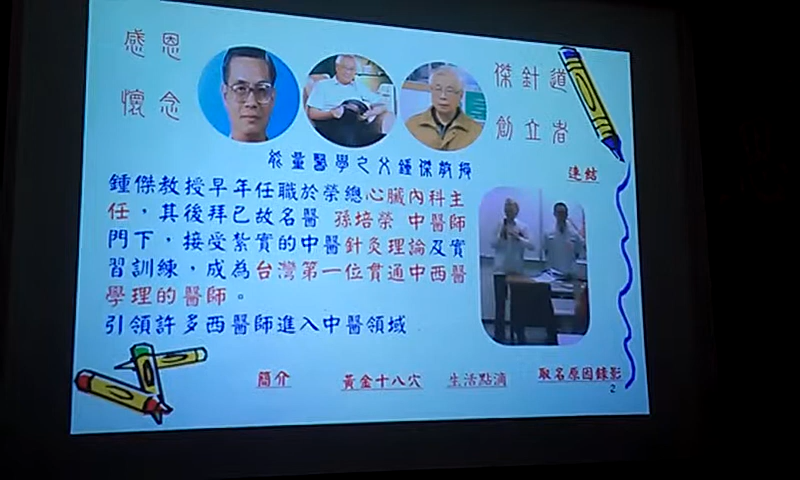 感恩
懷念
傑針道
創立者
能量醫學之父鍾傑教授
連結
鍾傑教授早年任職於榮總心臟內科主
任，其後拜已故名醫 孫培榮 中醫師
門下，接受紮實的中醫針灸理論及實
習訓練，成為台灣第一位貫通中西醫
學理的醫師。
引領許多西醫師進入中醫領域
簡介 黃金十八穴 生活點滴 取名原因錄影
2